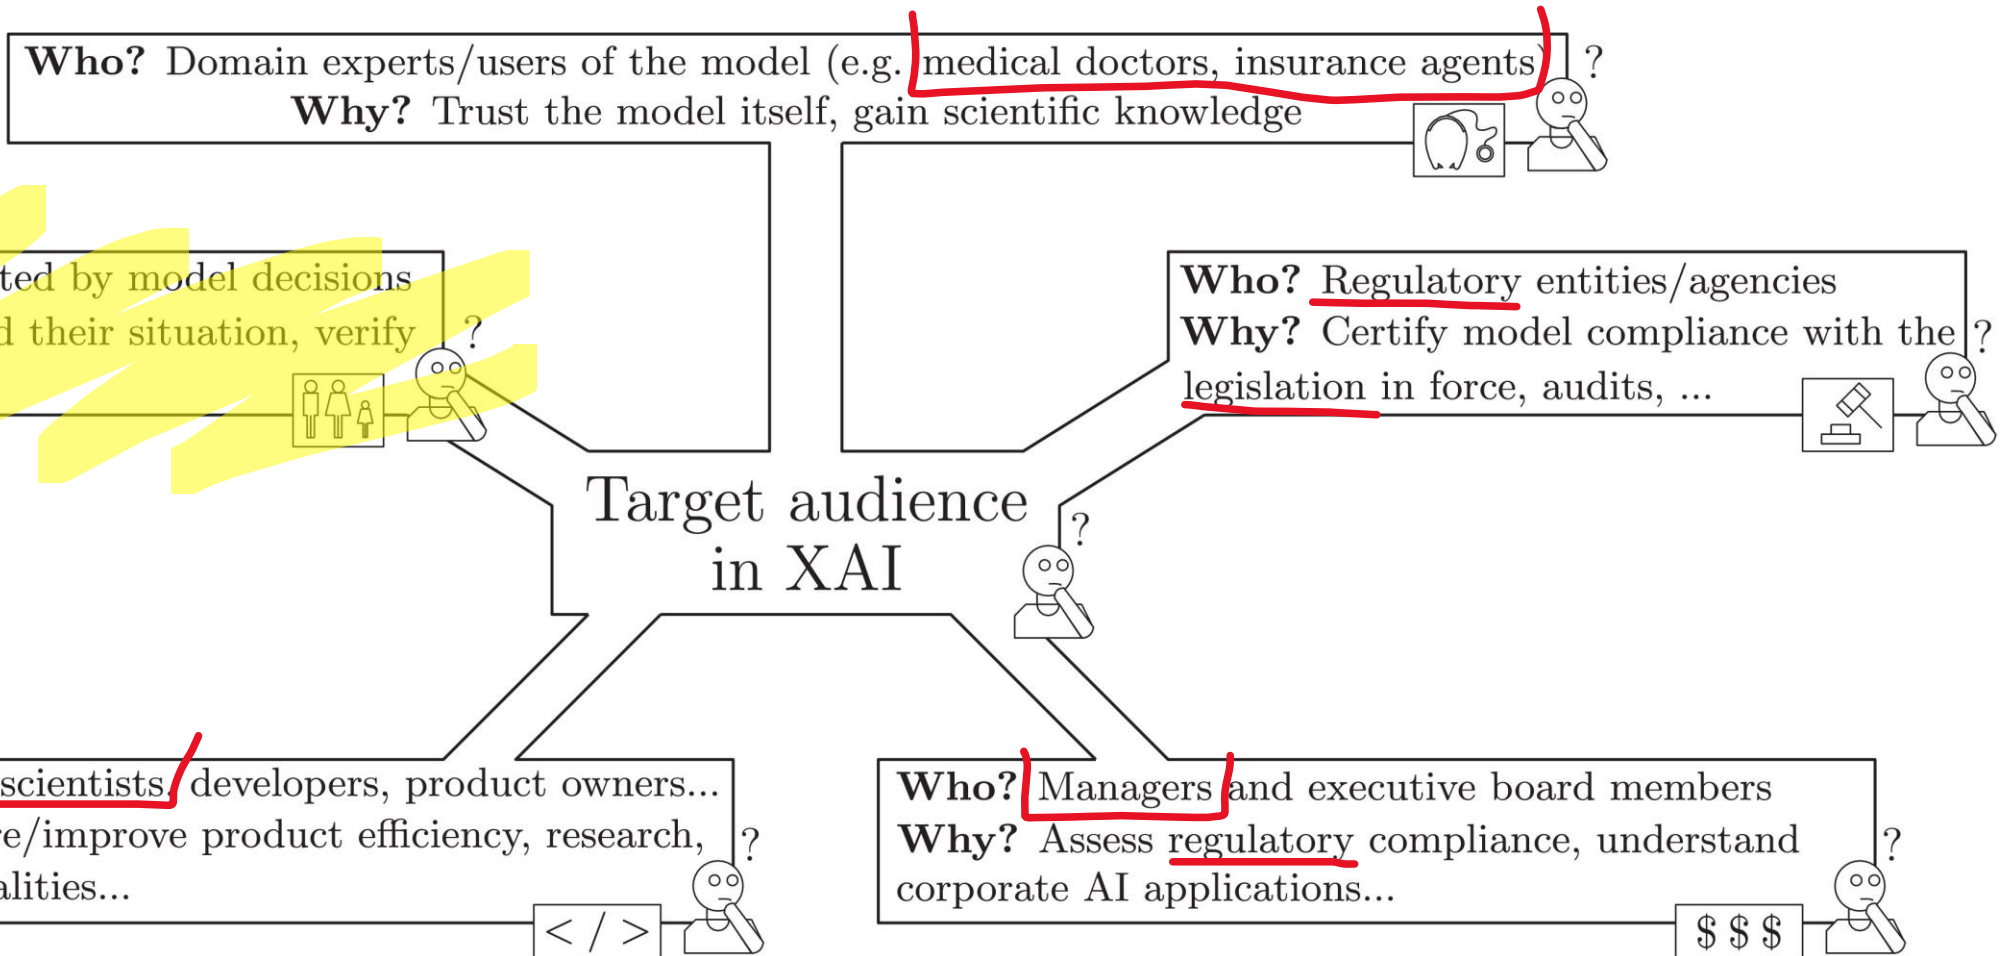 Who? Domain experts/users of the model (e.g. medical doctors, insurance agents)
?
Why? Trust the model itself, gain scientific knowledge
ted by model decisions
d their situation, verify
?
Who? Regulatory entities/agencies
Why? Certify model compliance with the
?
legislation in force, audits, ...
Target audience
in XAI
?
scientists, developers, product owners...
re/improve product efficiency, research,
?
alities...
< / >
Who? Managers and executive board members
Why? Assess regulatory compliance, understand
?
corporate AI applications...
$ $ $